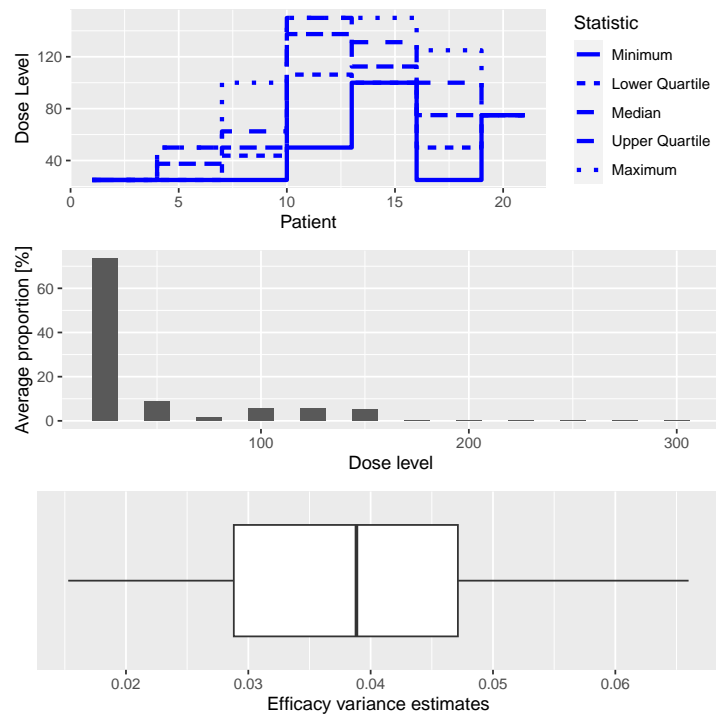 Dose Level
120
80
40
0 5 10 15 20
Patient
Statistic
Minimum
Lower Quartile
Median
Upper Quartile
Maximum
Average proportion [%]
60
40
20
0
100 200 300
Dose level
0.02 0.03 0.04 0.05 0.06
Efficacy variance estimates